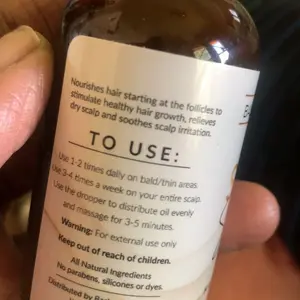 Nourishes hair starting at the follicles to
stimulate healthy hair growth, relieves
dry scalp and soothes scalp irritation.
TO USE:
Use 1-2 times daily on bald/thin areas.
Use 3-4 times a week on your entire scalp.
Use the dropper to distribute oil evenly
and massage for 3-5 minutes.
Warning: For external use only
Keep out of reach of children.
All Natural Ingredients
No parabens, silicones or dyes.
Distributed by